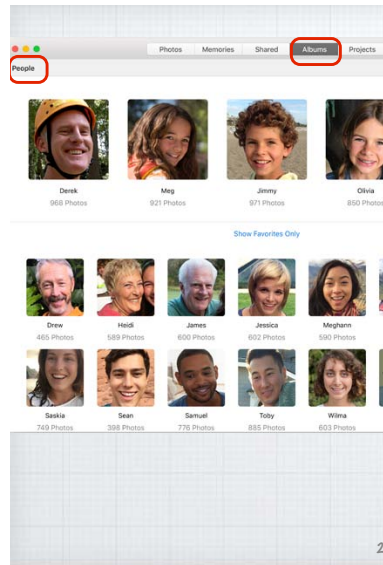 Photos Memories Shared Albums Projects
People
Derek Meg Jimmy Olivia
968 Photos 921 Photos 971 Photos 850 Photos
Show Favorites Only
Drew Heidi James Jessica Meghann
465 Photos 589 Photos 600 Photos 602 Photos 590 Photos
Saskia Sean Samuel Toby Wilma
749 Photos 398 Photos 776 Photos 885 Photos 603 Photos
2